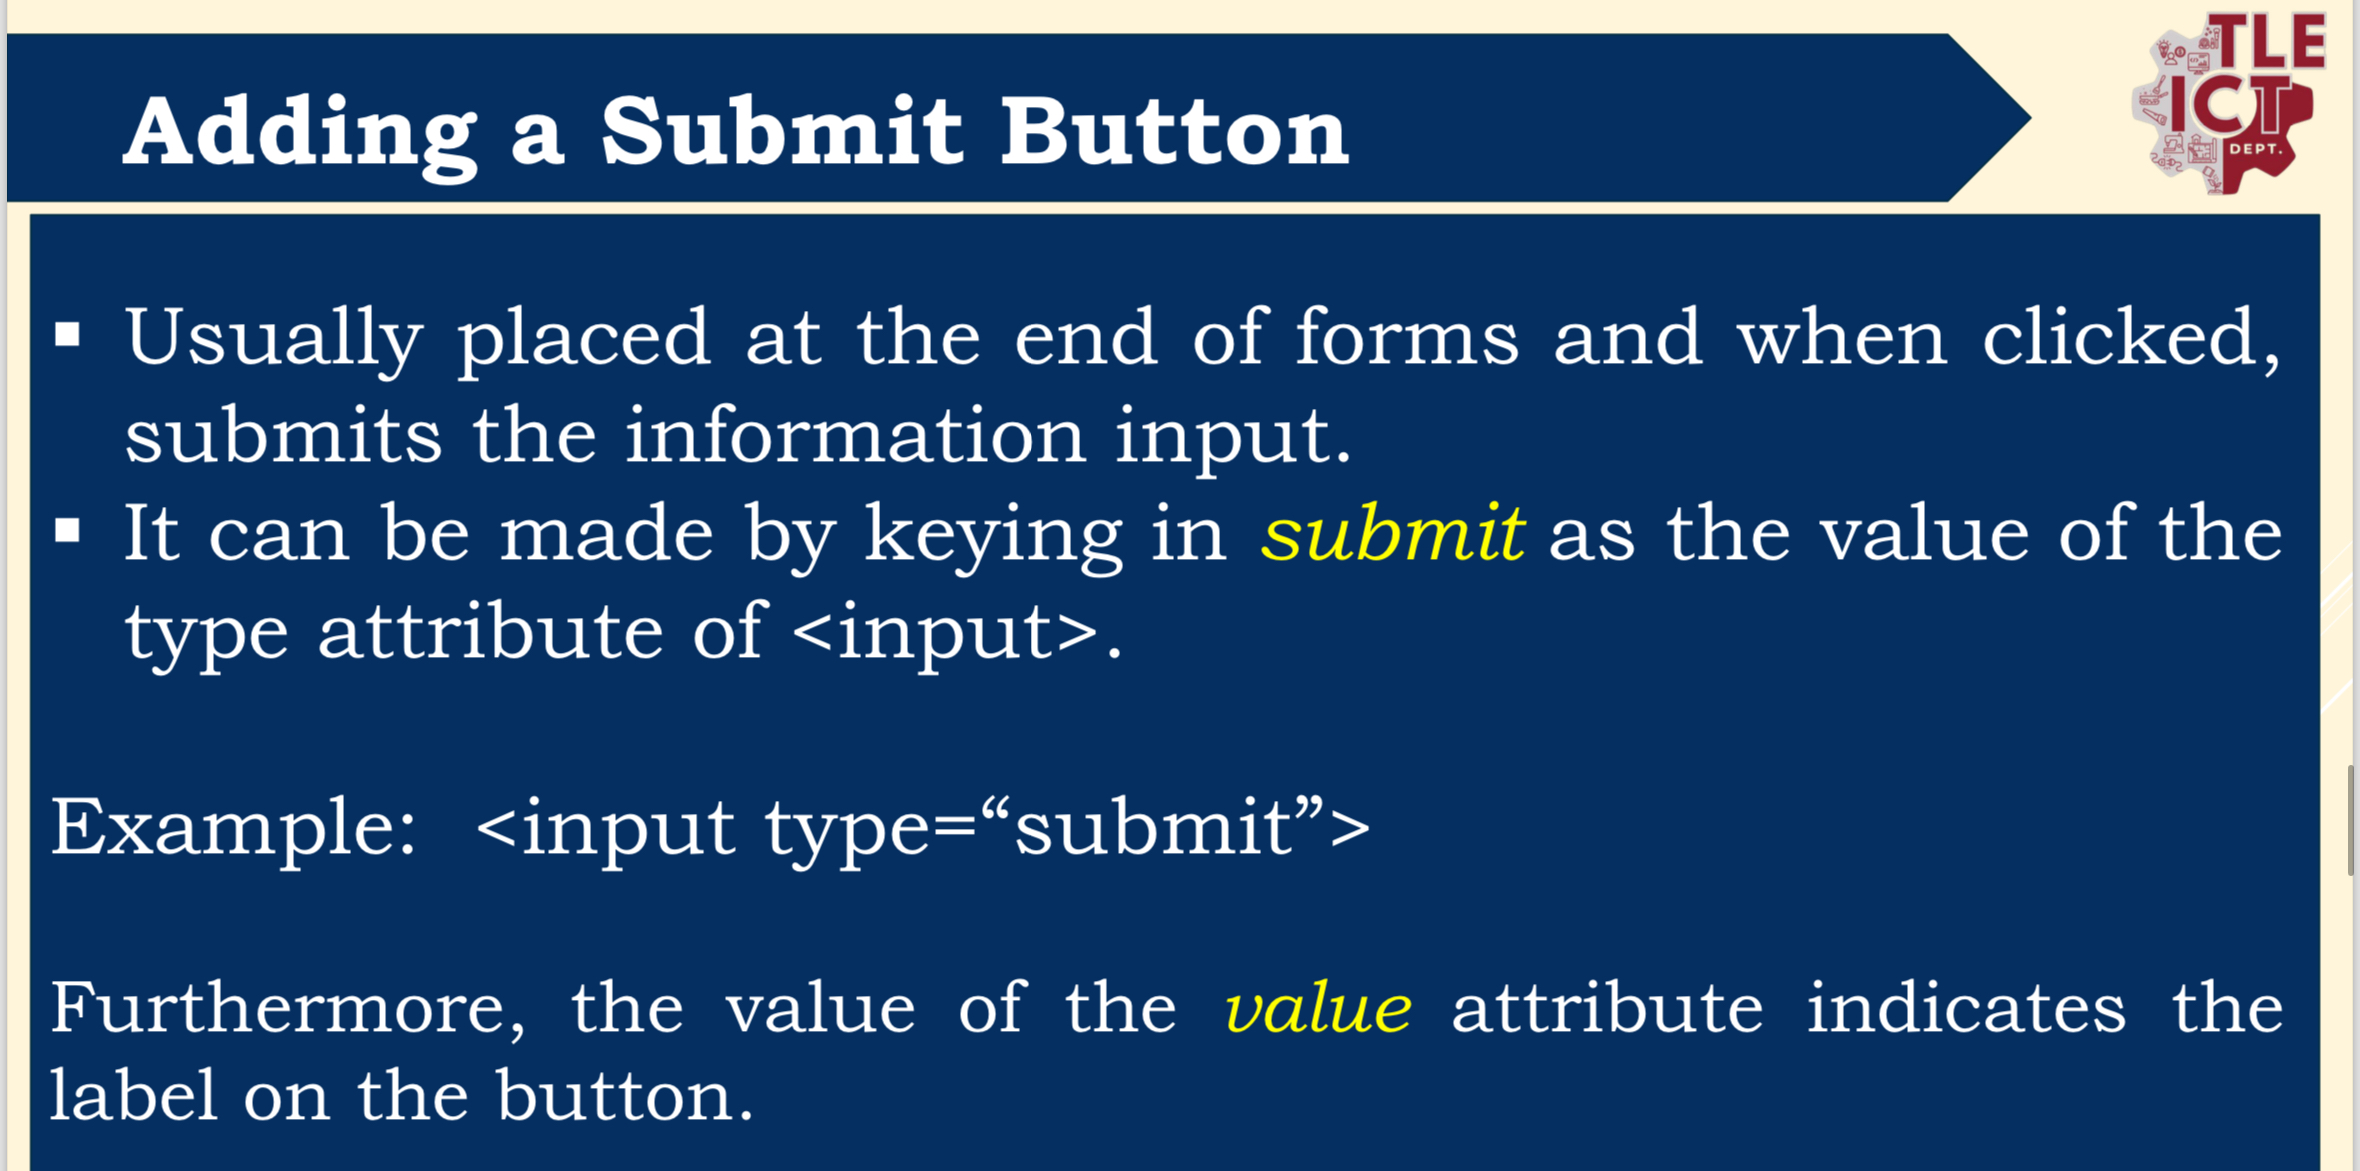 Adding a Submit Button
TLE
ICT
DEPT.
▪ Usually placed at the end of forms and when clicked,
submits the information input.
▪ It can be made by keying in submit as the value of the
type attribute of <input>.
Example: <input type=“submit”>
Furthermore, the value of the value attribute indicates the
label on the button.